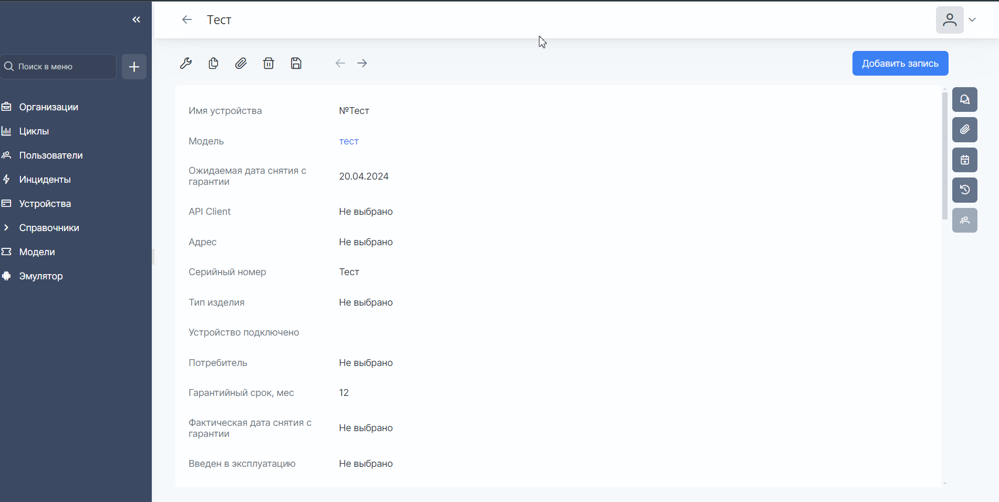 Тест
Поиск в меню
Организации
Циклы
Пользователи
Инциденты
Устройства
Справочники
Модели
Эмулятор
Добавить запись
Имя устройства
№Тест
Модель
тест
Ожидаемая дата снятия с
гарантии
20.04.2024
API Client
Не выбрано
Адрес
Не выбрано
Серийный номер
Тест
Тип изделия
Не выбрано
Устройство подключено
Потребитель
Не выбрано
Гарантийный срок, мес
12
Фактическая дата снятия с
гарантии
Не выбрано
Введен в эксплуатацию
Не выбрано